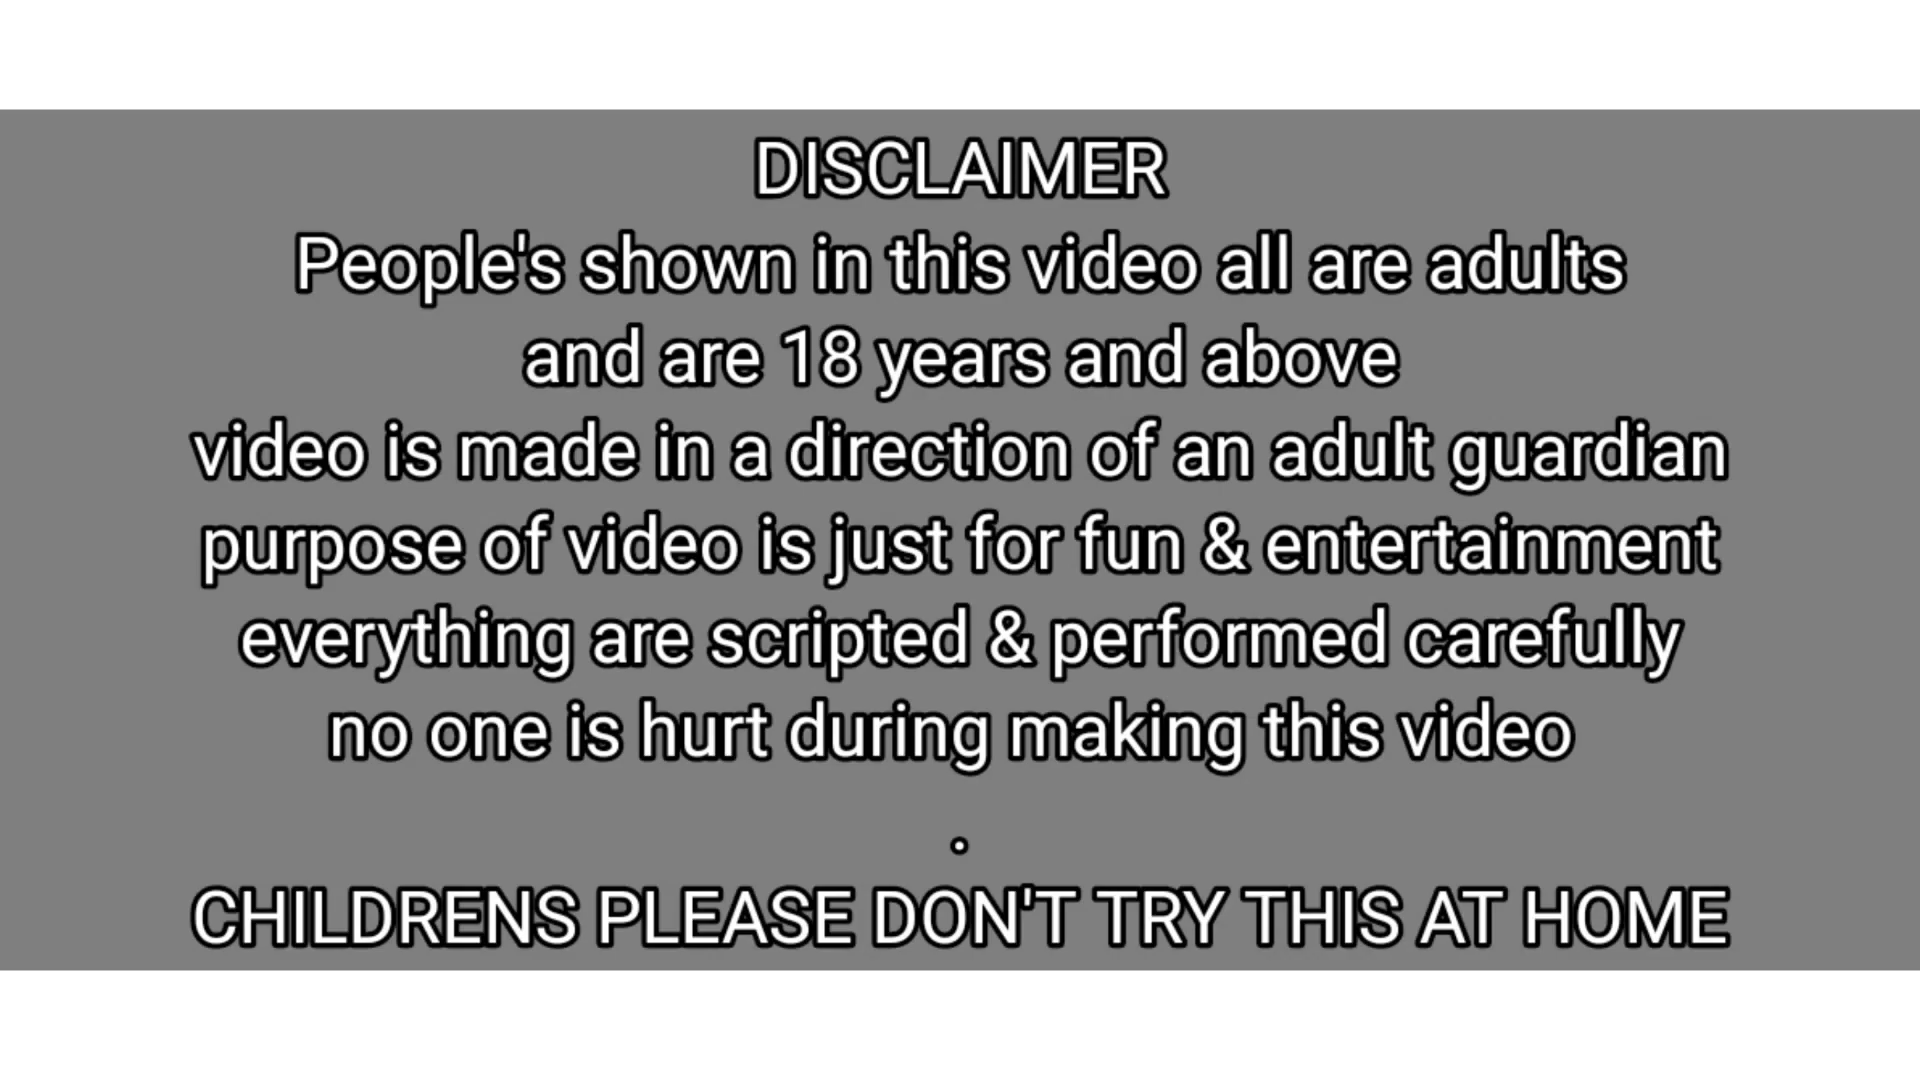 DISCLAIMER
People's shown in this video all are adults
and are 18 years and above
video is made in a direction of an adult guardian
purpose of video is just for fun & entertainment
everything are scripted & performed carefully
no one is hurt during making this video
.
CHILDRENS PLEASE DON'T TRY THIS AT HOME